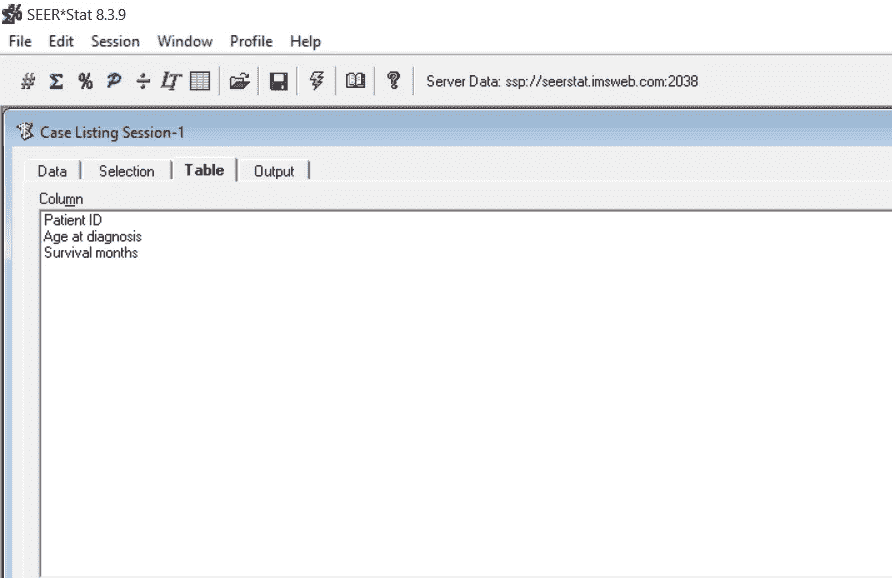 SEER*Stat 8.3.9
File Edit Session Window Profile Help
# Σ % ÷ LT ? Server Data: ssp://seerstat.imsweb.com:2038
Case Listing Session-1
Data Selection Table Output
Column
Patient ID
Age at diagnosis
Survival months